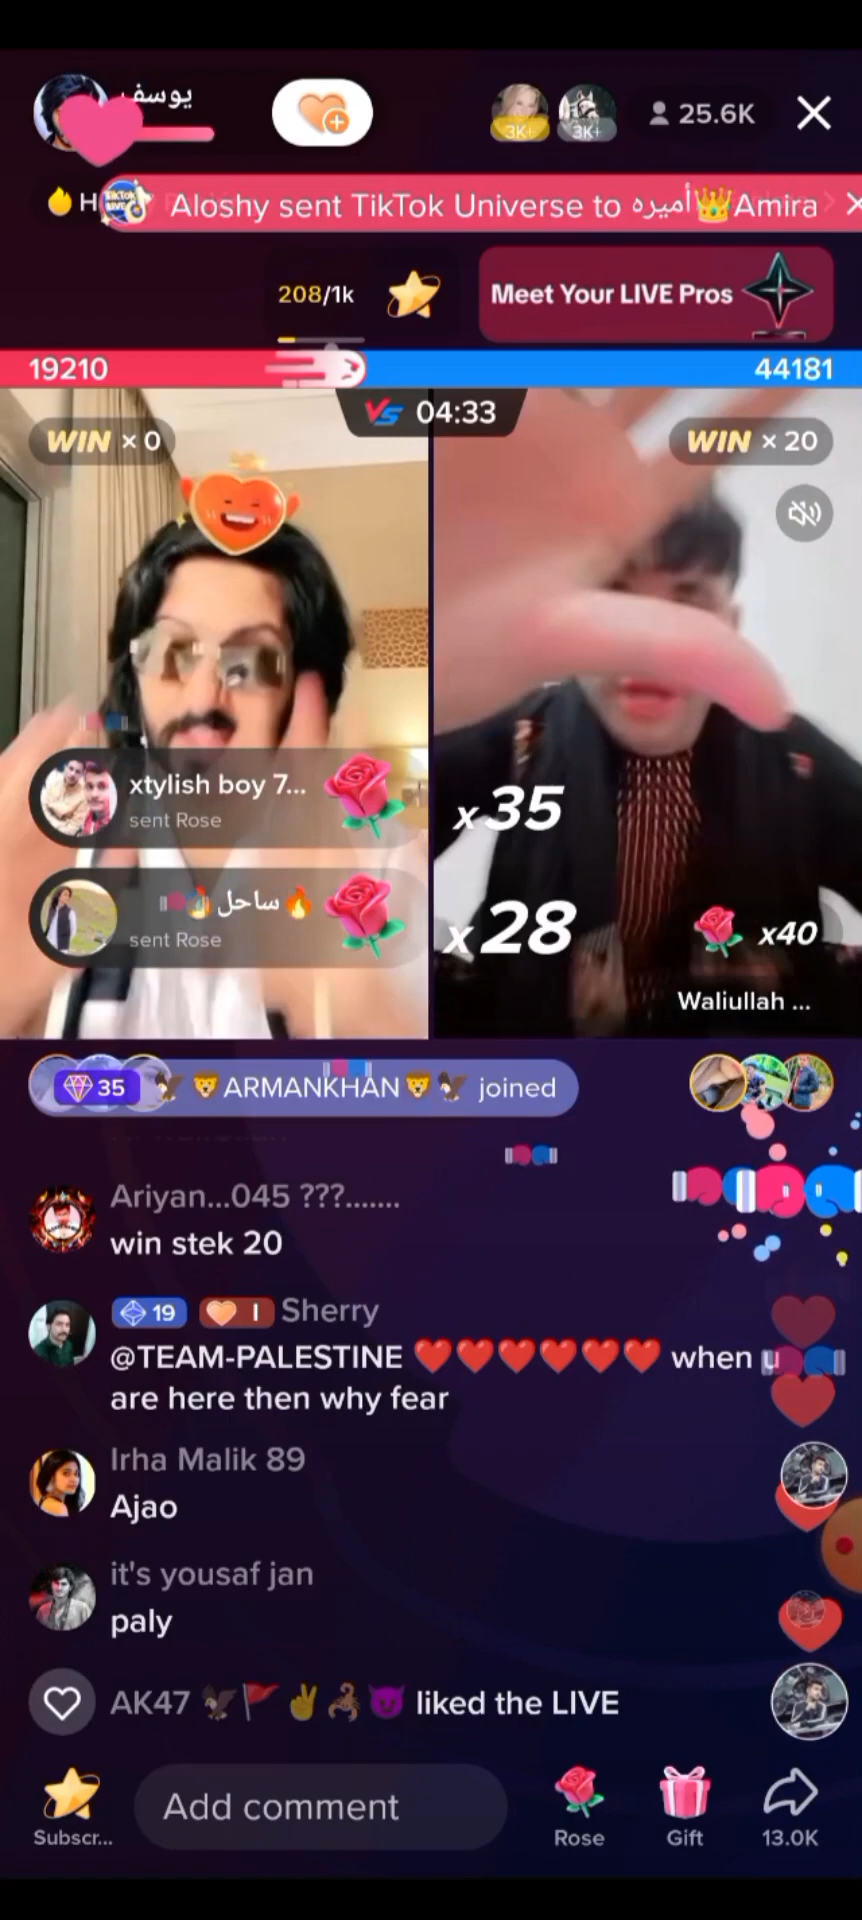 يوسف
3K+
3K+
25.6K
H
Aloshy sent TikTok Universe to أميره👑Amira
208/1k
Meet Your LIVE Pros
19210
44181
WIN x 0
VS 04:33
WIN x 20
xtylish boy 7...
sent Rose
x35
🔥ساحل🔥
sent Rose
x28
x40
Waliullah ...
35
🦅🦁ARMANKHAN🦁🦅 joined
Ariyan...045 ???.......
win stek 20
19 I Sherry
@TEAM-PALESTINE ❤️❤️❤️❤️❤️❤️ when u
are here then why fear
Irha Malik 89
Ajao
it's yousaf jan
paly
AK47 🦅🚩✌️🦂😈 liked the LIVE
Subscr...
Add comment
Rose
Gift
13.0K